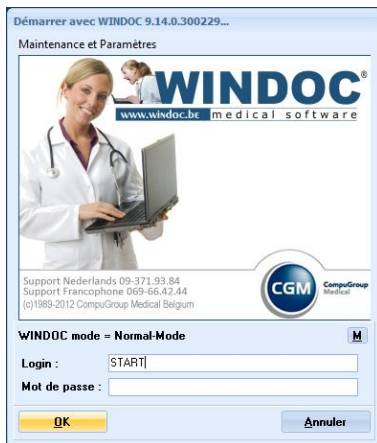 Démarrer avec WINDOC 9.14.0.300229...
Maintenance et Paramètres
WINDOC®
www.windoc.be medical software
Support Nederlands 09-371.93.84
Support Francophone 069-66.42.44
(c)1989-2012 CompuGroup Medical Belgium
CGM CompuGroup
Medical
WINDOC mode = Normal-Mode M
Login : START
Mot de passe :
OK Annuler